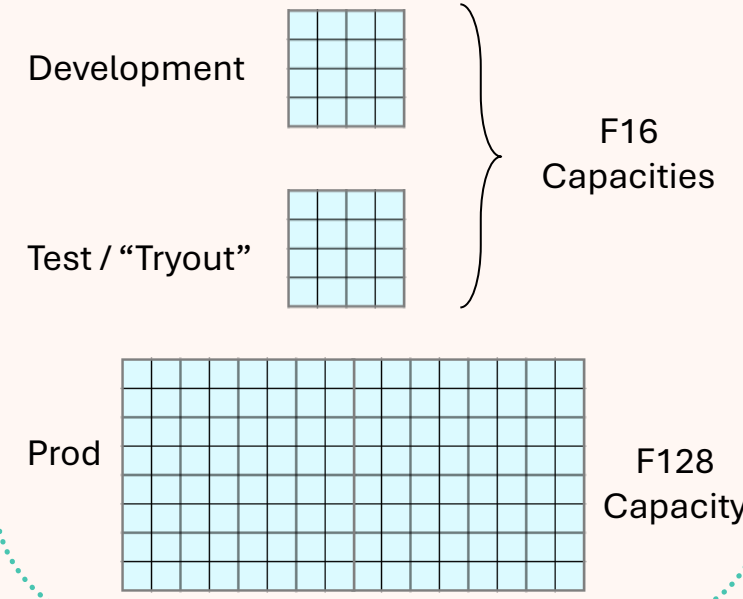 Development
F16
Capacities
Test / “Tryout”
Prod
F128
Capacity